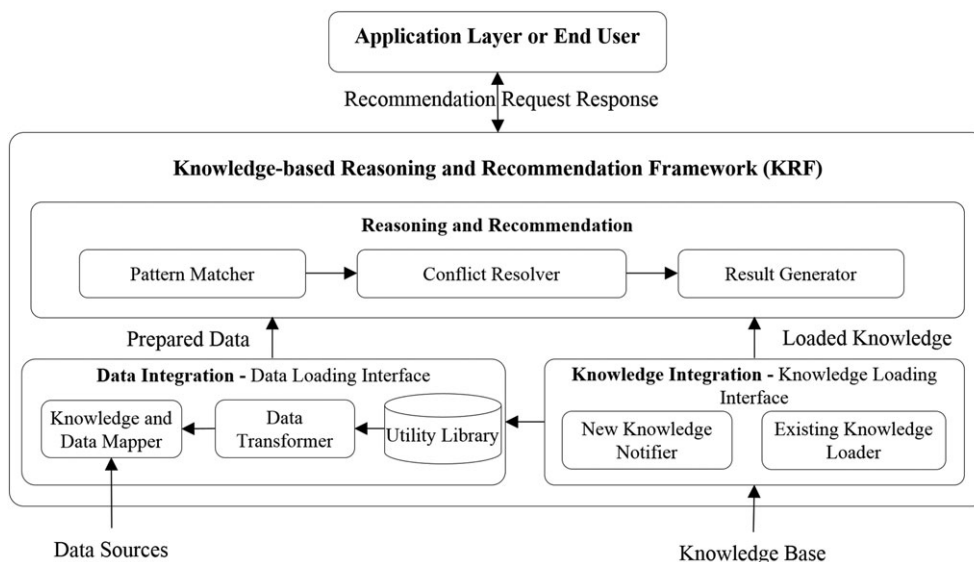 Application Layer or End User
Recommendation Request Response
Knowledge-based Reasoning and Recommendation Framework (KRF)
Reasoning and Recommendation
Pattern Matcher
Conflict Resolver
Result Generator
Prepared Data
Loaded Knowledge
Data Integration - Data Loading Interface
Knowledge and
Data Mapper
Data
Transformer
Utility Library
Knowledge Integration - Knowledge Loading
Interface
New Knowledge
Notifier
Existing Knowledge
Loader
Data Sources
Knowledge Base